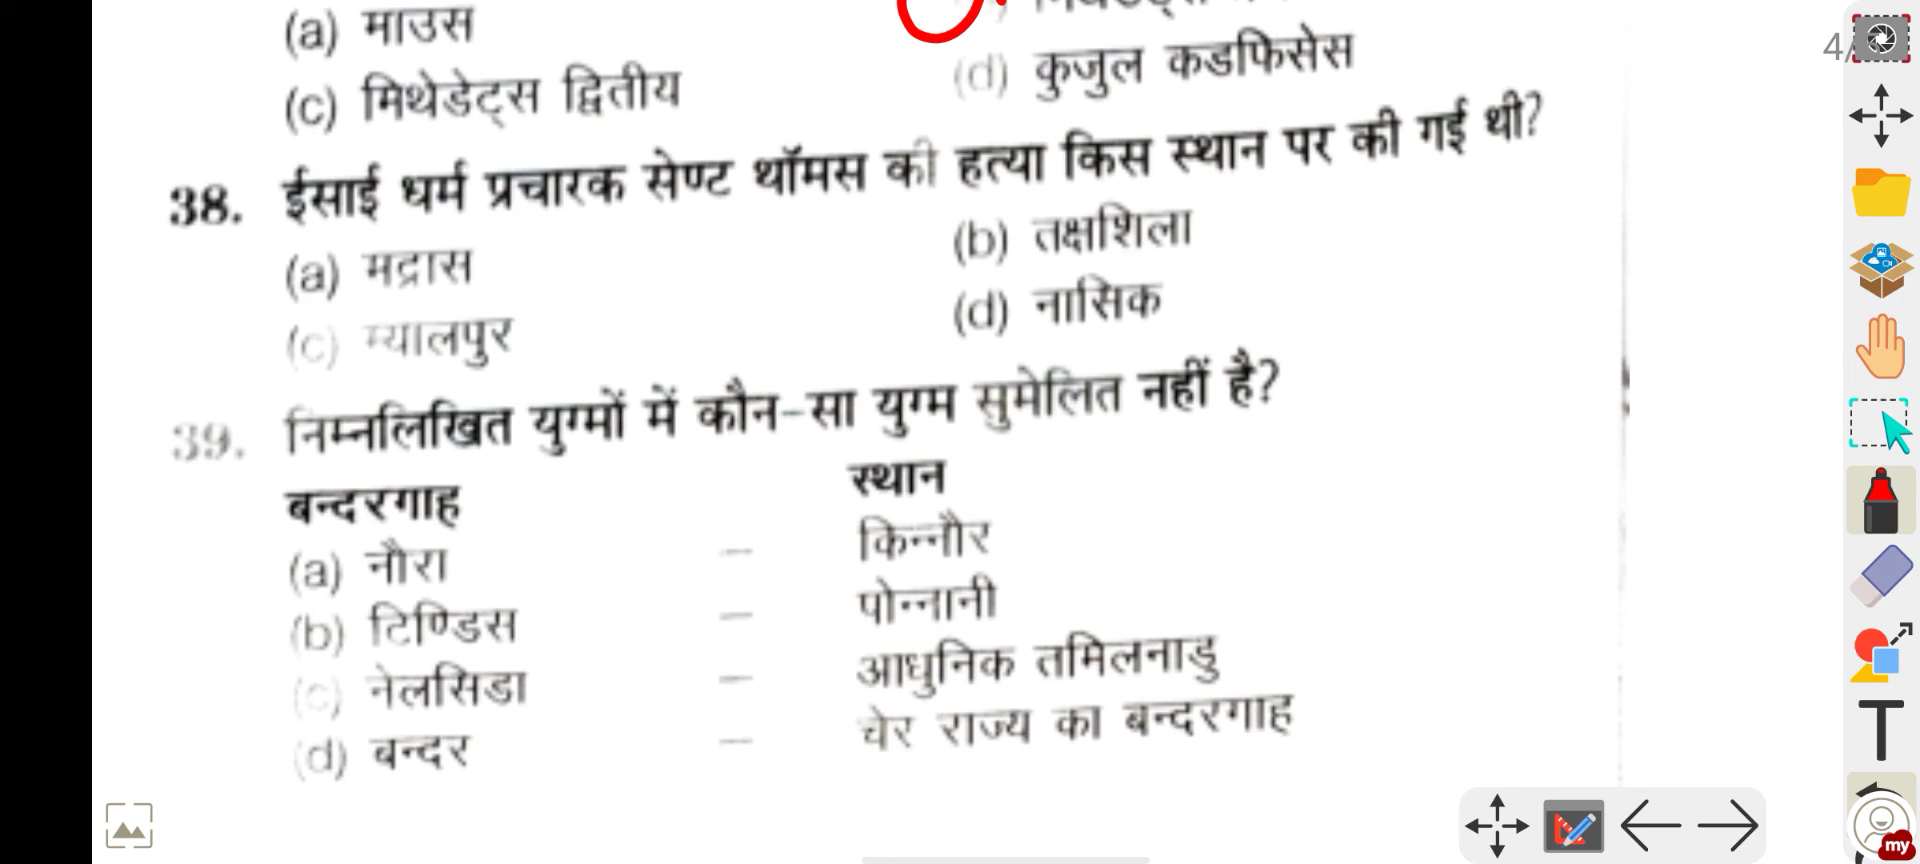 (a) माउस
(c) मिथेडेट्स द्वितीय
(d) कुजुल कडफिसेस
38. ईसाई धर्म प्रचारक सेण्ट थॉमस की हत्या किस स्थान पर की गई थी?
(a) मद्रास
(b) तक्षशिला
(c) म्यालपुर
(d) नासिक
39. निम्नलिखित युग्मों में कौन-सा युग्म सुमेलित नहीं है?
बन्दरगाह स्थान
(a) नौरा – किन्नौर
(b) टिण्डिस – पोन्नानी
(c) नेलसिडा – आधुनिक तमिलनाडु
(d) बन्दर – चेर राज्य का बन्दरगाह
4/
T
my